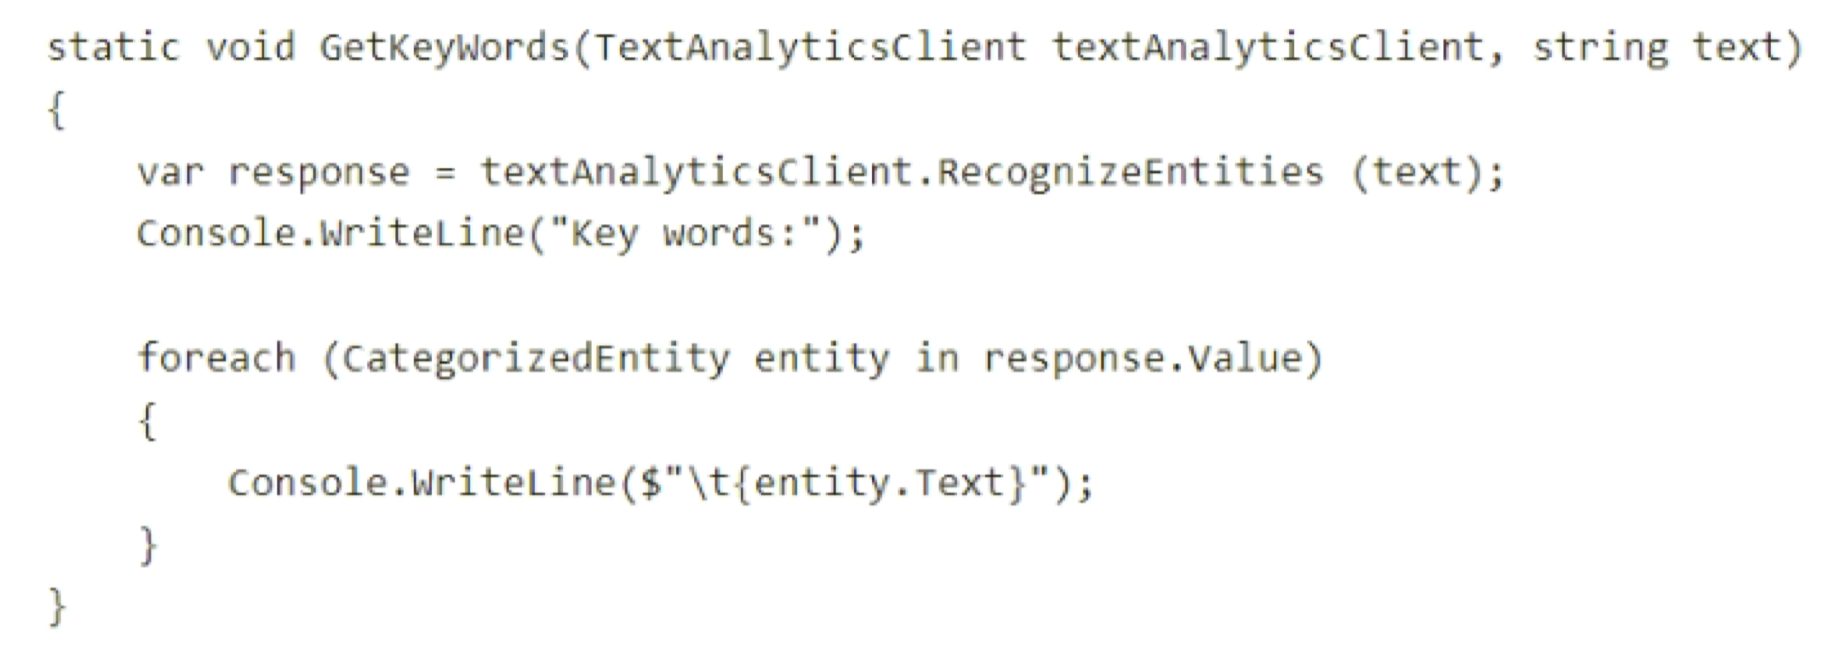 static void GetKeyWords(TextAnalyticsClient textAnalyticsClient, string text)
{
    var response = textAnalyticsClient.RecognizeEntities (text);
    Console.WriteLine("Key words:");

    foreach (CategorizedEntity entity in response.Value)
    {
        Console.WriteLine($"\t{entity.Text}");
    }
}